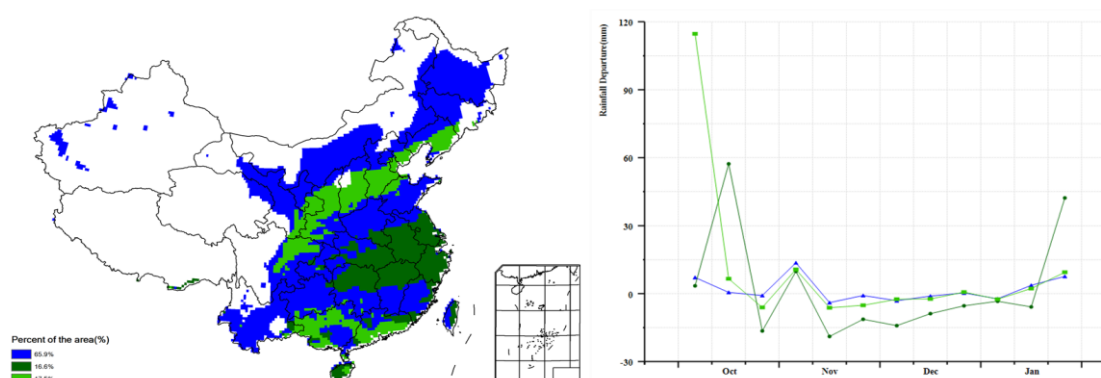 Percent of the area(%)
65.9%
16.6%
Rainfall Departure(mm)
120
90
60
30
0
-30
Oct
Nov
Dec
Jan